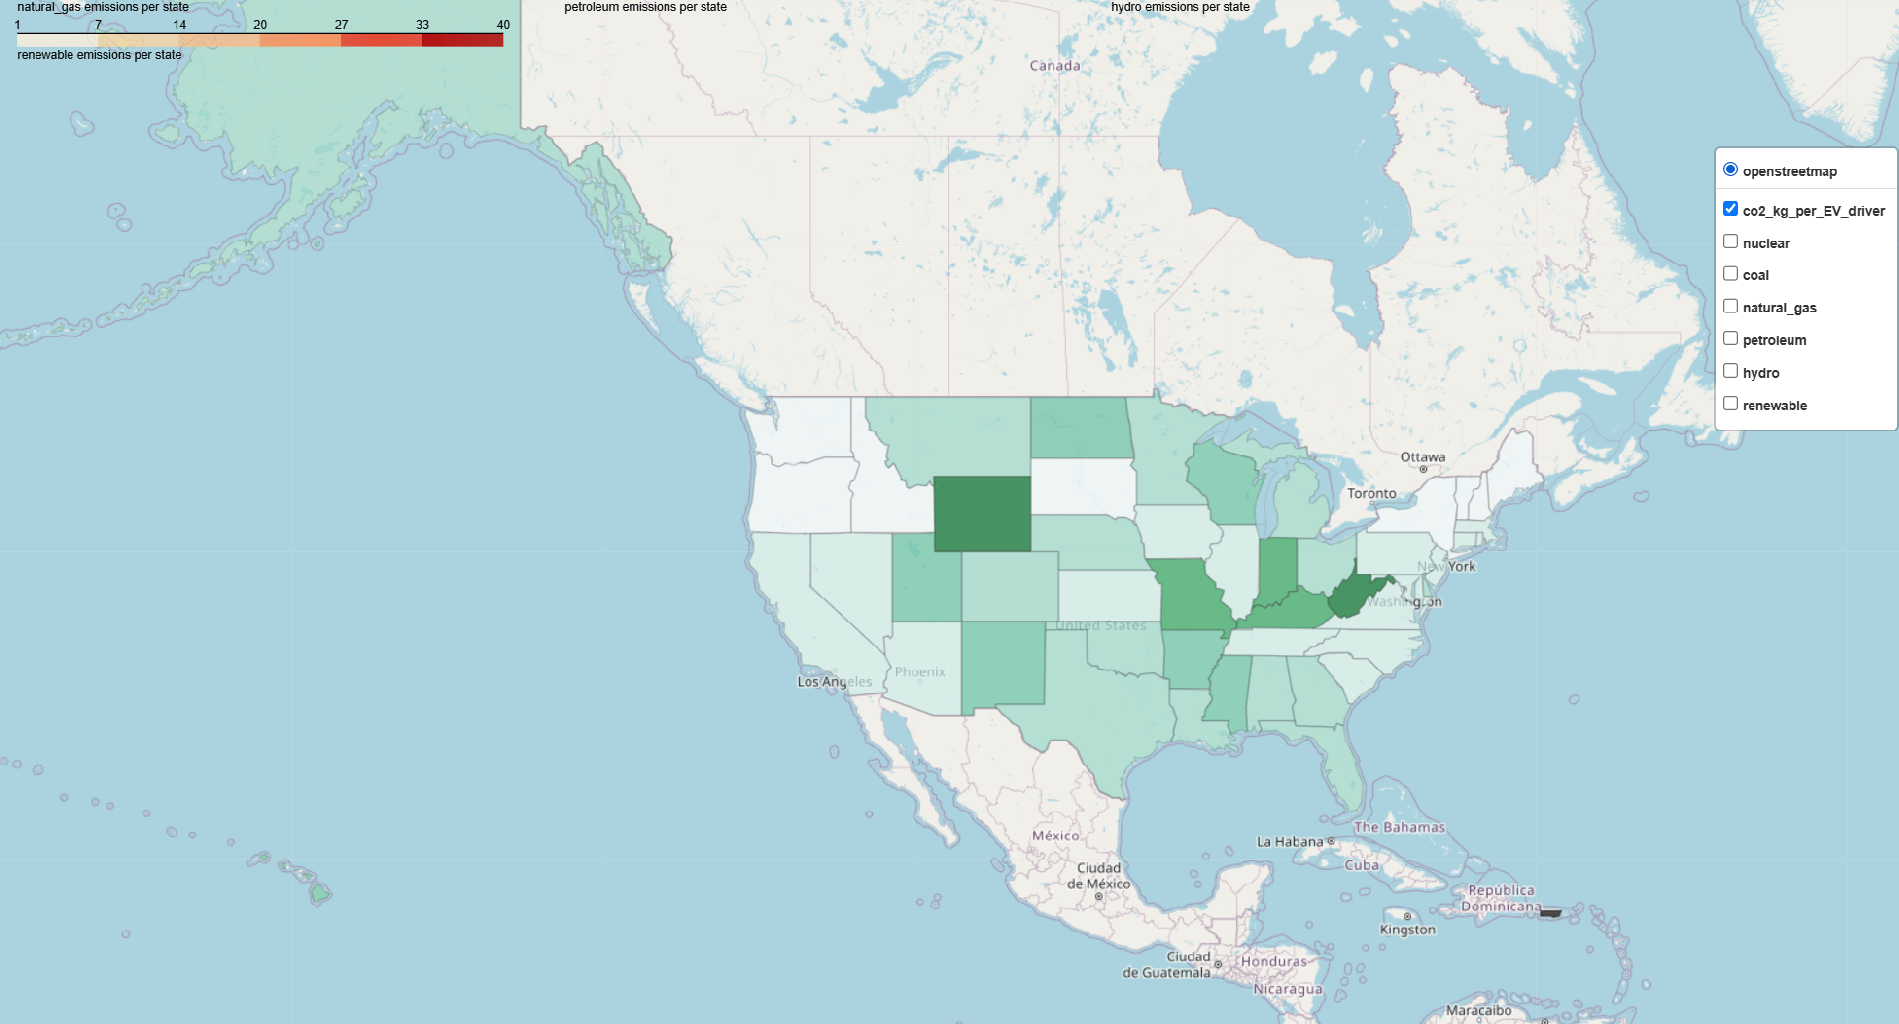 natural_gas emissions per state
petroleum emissions per state
hydro emissions per state
1 7 14 20 27 33 40
renewable emissions per state
Canada
openstreetmap
co2_kg_per_EV_driver
nuclear
coal
natural_gas
petroleum
hydro
renewable
Ottawa
Toronto
New York
Washington
United States
Phoenix
Los Angeles
México
La Habana
The Bahamas
Cuba
Ciudad
de México
República
Dominicana
Kingston
Ciudad
de Guatemala
Honduras
Nicaragua
Maracaibo